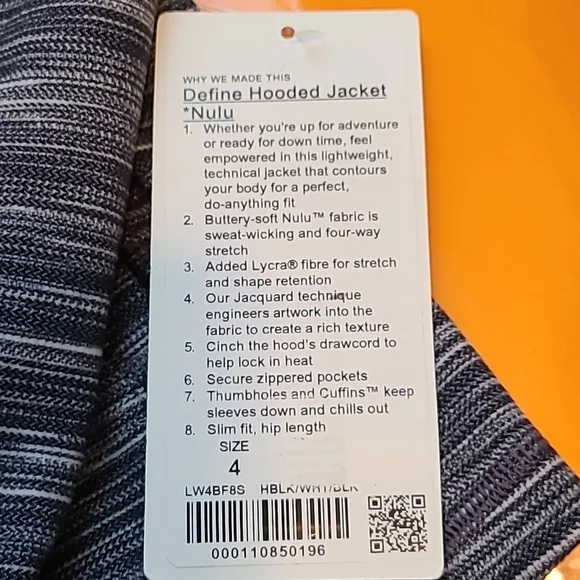 WHY WE MADE THIS
Define Hooded Jacket
*Nulu
1. Whether you're up for adventure
or ready for down time, feel
empowered in this lightweight,
technical jacket that contours
your body for a perfect,
do-anything fit
2. Buttery-soft Nulu™ fabric is
sweat-wicking and four-way
stretch
3. Added Lycra® fibre for stretch
and shape retention
4. Our Jacquard technique
engineers artwork into the
fabric to create a rich texture
5. Cinch the hood's drawcord to
help lock in heat
6. Secure zippered pockets
7. Thumbholes and Cuffins™ keep
sleeves down and chills out
8. Slim fit, hip length
SIZE
4
LW4BF8S HBLK/WHT/BLK
000110850196